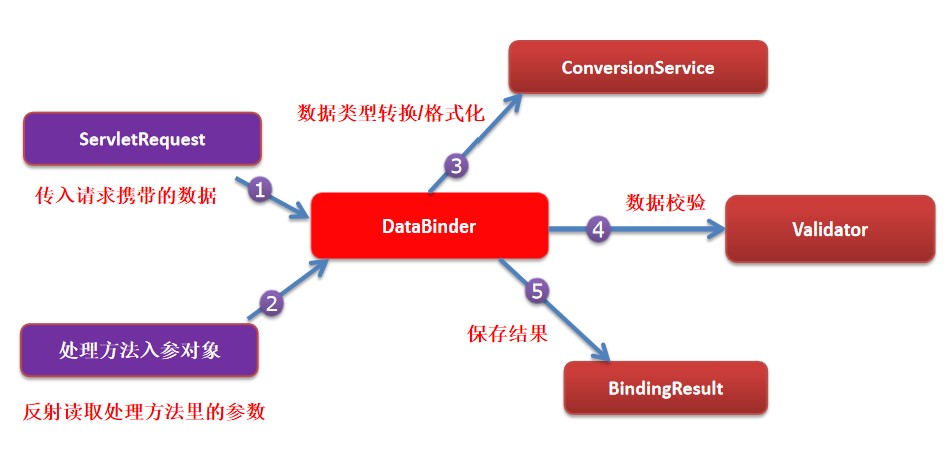 ConversionService
数据类型转换/格式化
ServletRequest
3
传入请求携带的数据
1
数据校验
DataBinder
4
Validator
2
5
保存结果
处理方法入参对象
BindingResult
反射读取处理方法里的参数